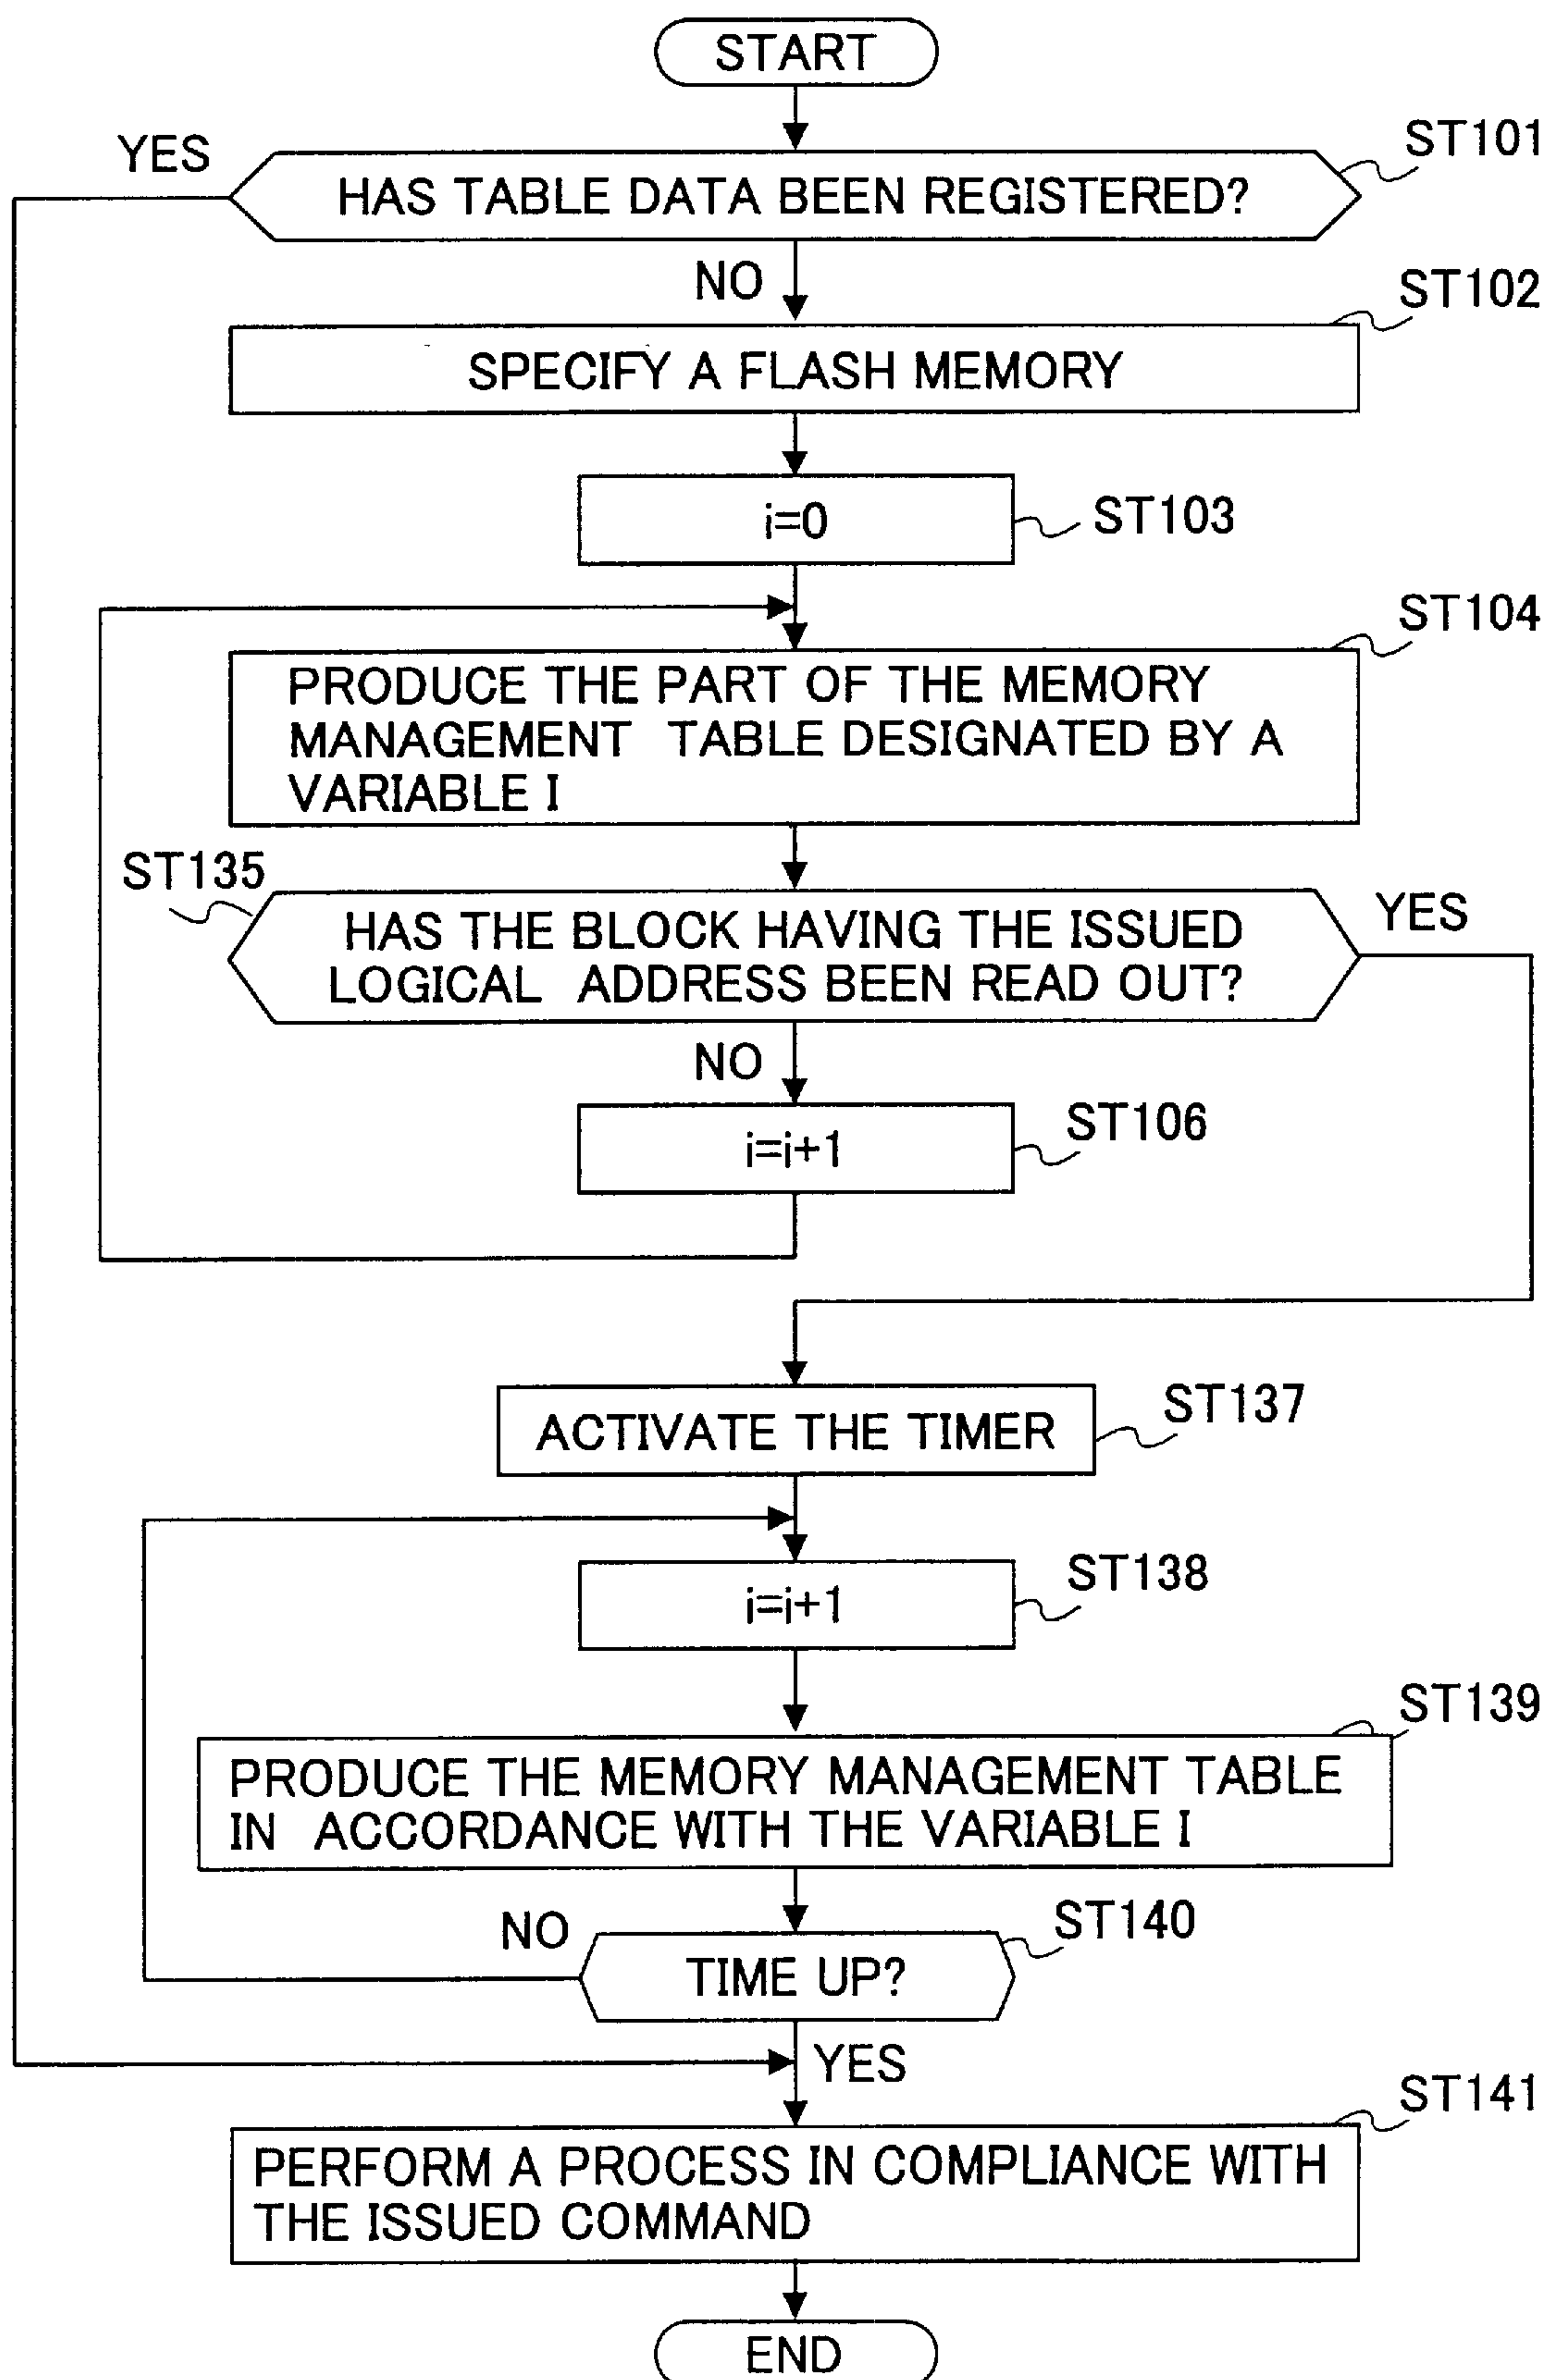 START
YES
ST101
HAS TABLE DATA BEEN REGISTERED?
NO
ST102
SPECIFY A FLASH MEMORY
i=0
ST103
ST104
PRODUCE THE PART OF THE MEMORY
MANAGEMENT TABLE DESIGNATED BY A
VARIABLE I
ST135
YES
HAS THE BLOCK HAVING THE ISSUED
LOGICAL ADDRESS BEEN READ OUT?
NO
ST106
i=i+1
ST137
ACTIVATE THE TIMER
ST138
i=i+1
ST139
PRODUCE THE MEMORY MANAGEMENT TABLE
IN ACCORDANCE WITH THE VARIABLE I
NO
ST140
TIME UP?
YES
ST141
PERFORM A PROCESS IN COMPLIANCE WITH
THE ISSUED COMMAND
END